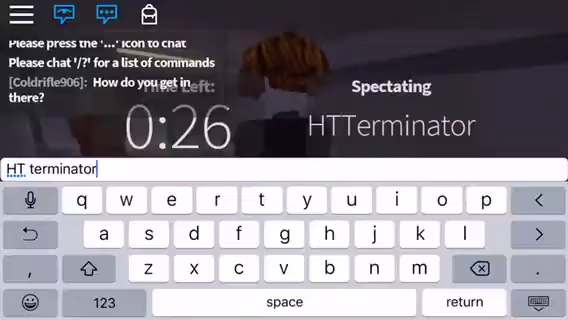 Please press the '...' icon to chat
Please chat '/?' for a list of commands
[Coldrifle906]: How do you get in
there?
Time Left:
0:26
Spectating
HTTerminator
HT terminator
q w e r t y u i o p
a s d f g h j k l
, z x c v b n m .
123 space return